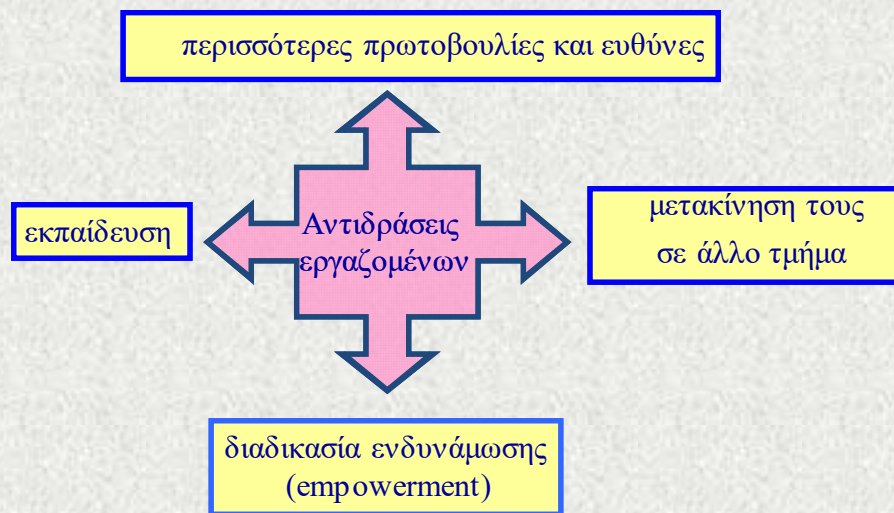 περισσότερες πρωτοβουλίες και ευθύνες
εκπαίδευση
Αντιδράσεις
εργαζομένων
μετακίνηση τους
σε άλλο τμήμα
διαδικασία ενδυνάμωσης
(empowerment)